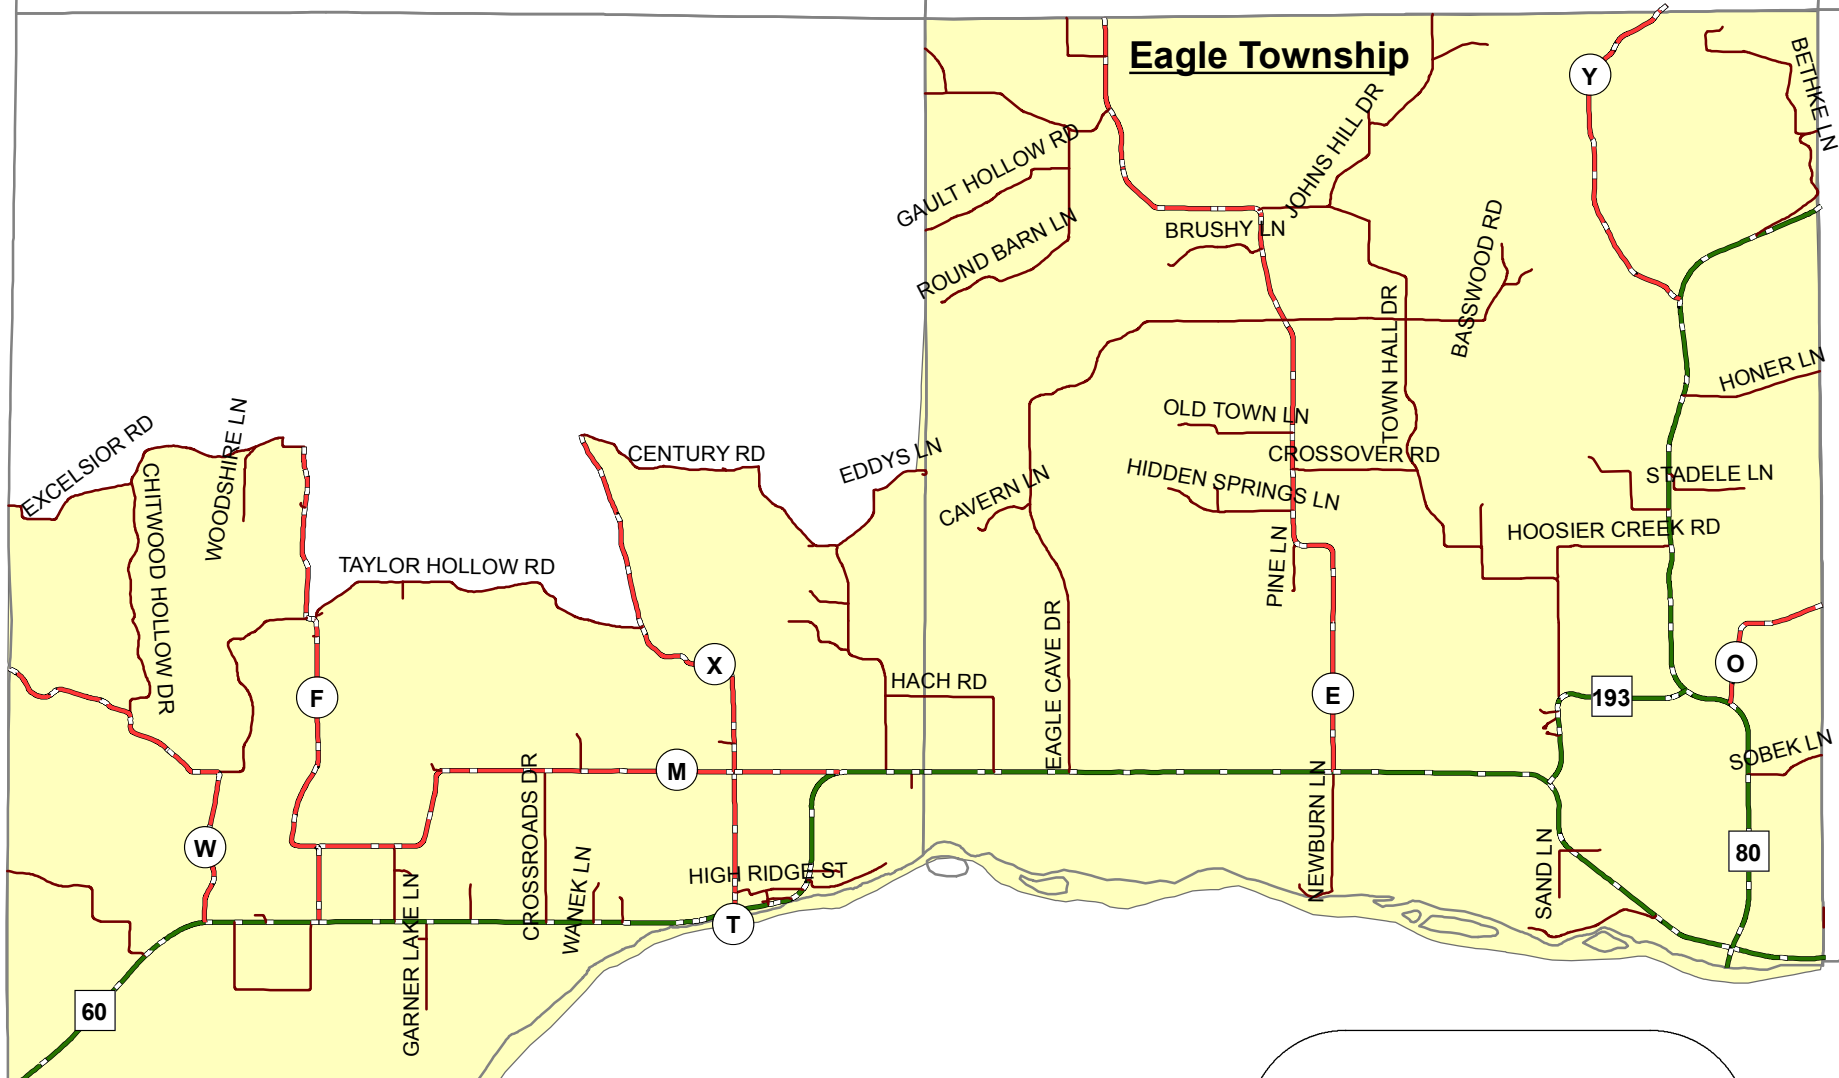 Eagle Township
Y
BETHKE LN
JOHNS HILL DR
GAULT HOLLOW RD
ROUND BARN LN
BRUSHY LN
BASSWOOD RD
TOWN HALL DR
HONER LN
OLD TOWN LN
CROSSOVER RD
EXCELSIOR RD
WOODSHIRE LN
CENTURY RD
EDDYS LN
CAVERN LN
HIDDEN SPRINGS LN
STADELE LN
HOOSIER CREEK RD
CHITWOOD HOLLOW DR
TAYLOR HOLLOW RD
PINE LN
EAGLE CAVE DR
X
O
HACH RD
F
E
193
SOBEK LN
M
CROSSROADS DR
NEWBURN LN
W
80
HIGH RIDGE ST
WANEK LN
SAND LN
GARNER LAKE LN
T
60